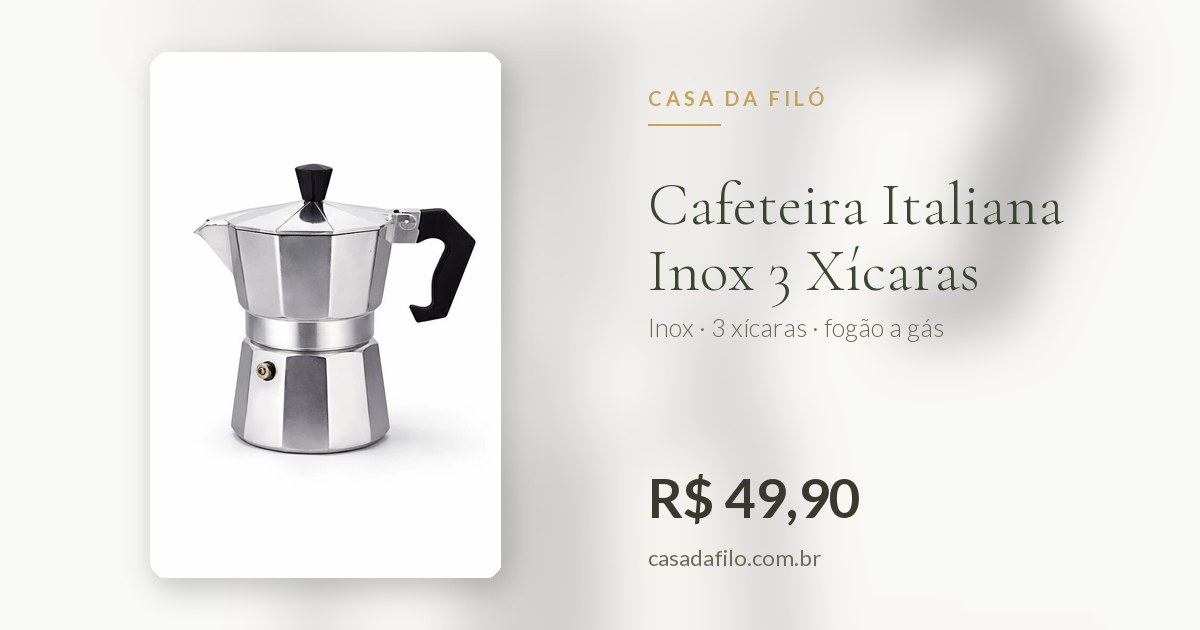 CASA DA FILÓ
Cafeteira Italiana
Inox 3 Xícaras
Inox · 3 xícaras · fogão a gás
R$ 49,90
casadafilo.com.br